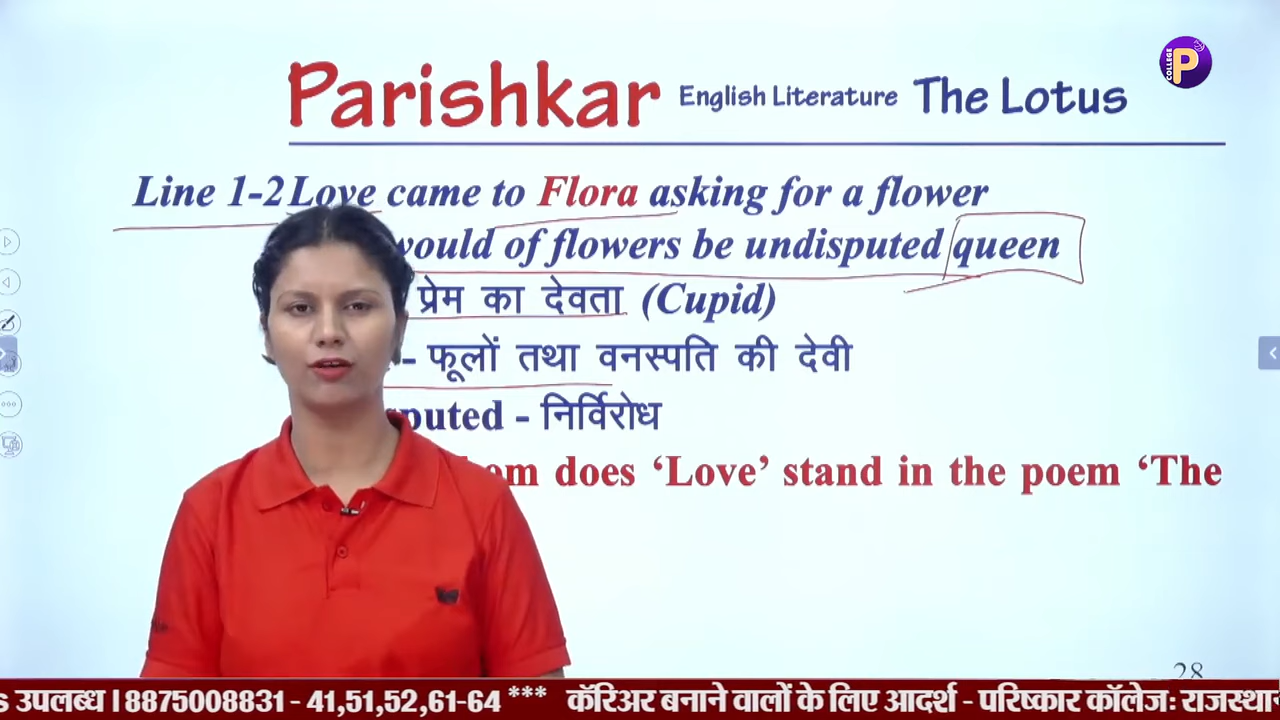 COLLEGE P
Parishkar English Literature The Lotus
Line 1-2 Love came to Flora asking for a flower
would of flowers be undisputed queen
प्रेम का देवता (Cupid)
- फूलों तथा वनस्पति की देवी
sputed - निर्विरोध
om does ‘Love’ stand in the poem ‘The
28
s उपलब्ध । 8875008831 - 41,51,52,61-64 *** कॅरिअर बनाने वालों के लिए आदर्श - परिष्कार कॉलेजः राजस्थान